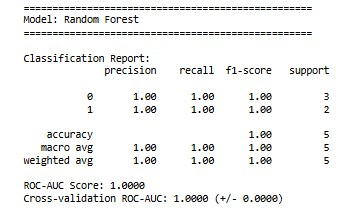 ==================================================
Model: Random Forest
==================================================
Classification Report:
precision recall f1-score support
0 1.00 1.00 1.00 3
1 1.00 1.00 1.00 2
accuracy 1.00 5
macro avg 1.00 1.00 1.00 5
weighted avg 1.00 1.00 1.00 5
ROC-AUC Score: 1.0000
Cross-validation ROC-AUC: 1.0000 (+/- 0.0000)